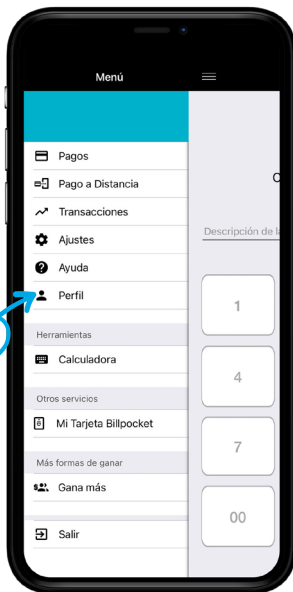 Menú
Pagos
Pago a Distancia
Transacciones
Ajustes
Ayuda
Perfil
Herramientas
Calculadora
Otros servicios
Mi Tarjeta Billpocket
Más formas de ganar
Gana más
Salir
Descripción de
1
4
7
00